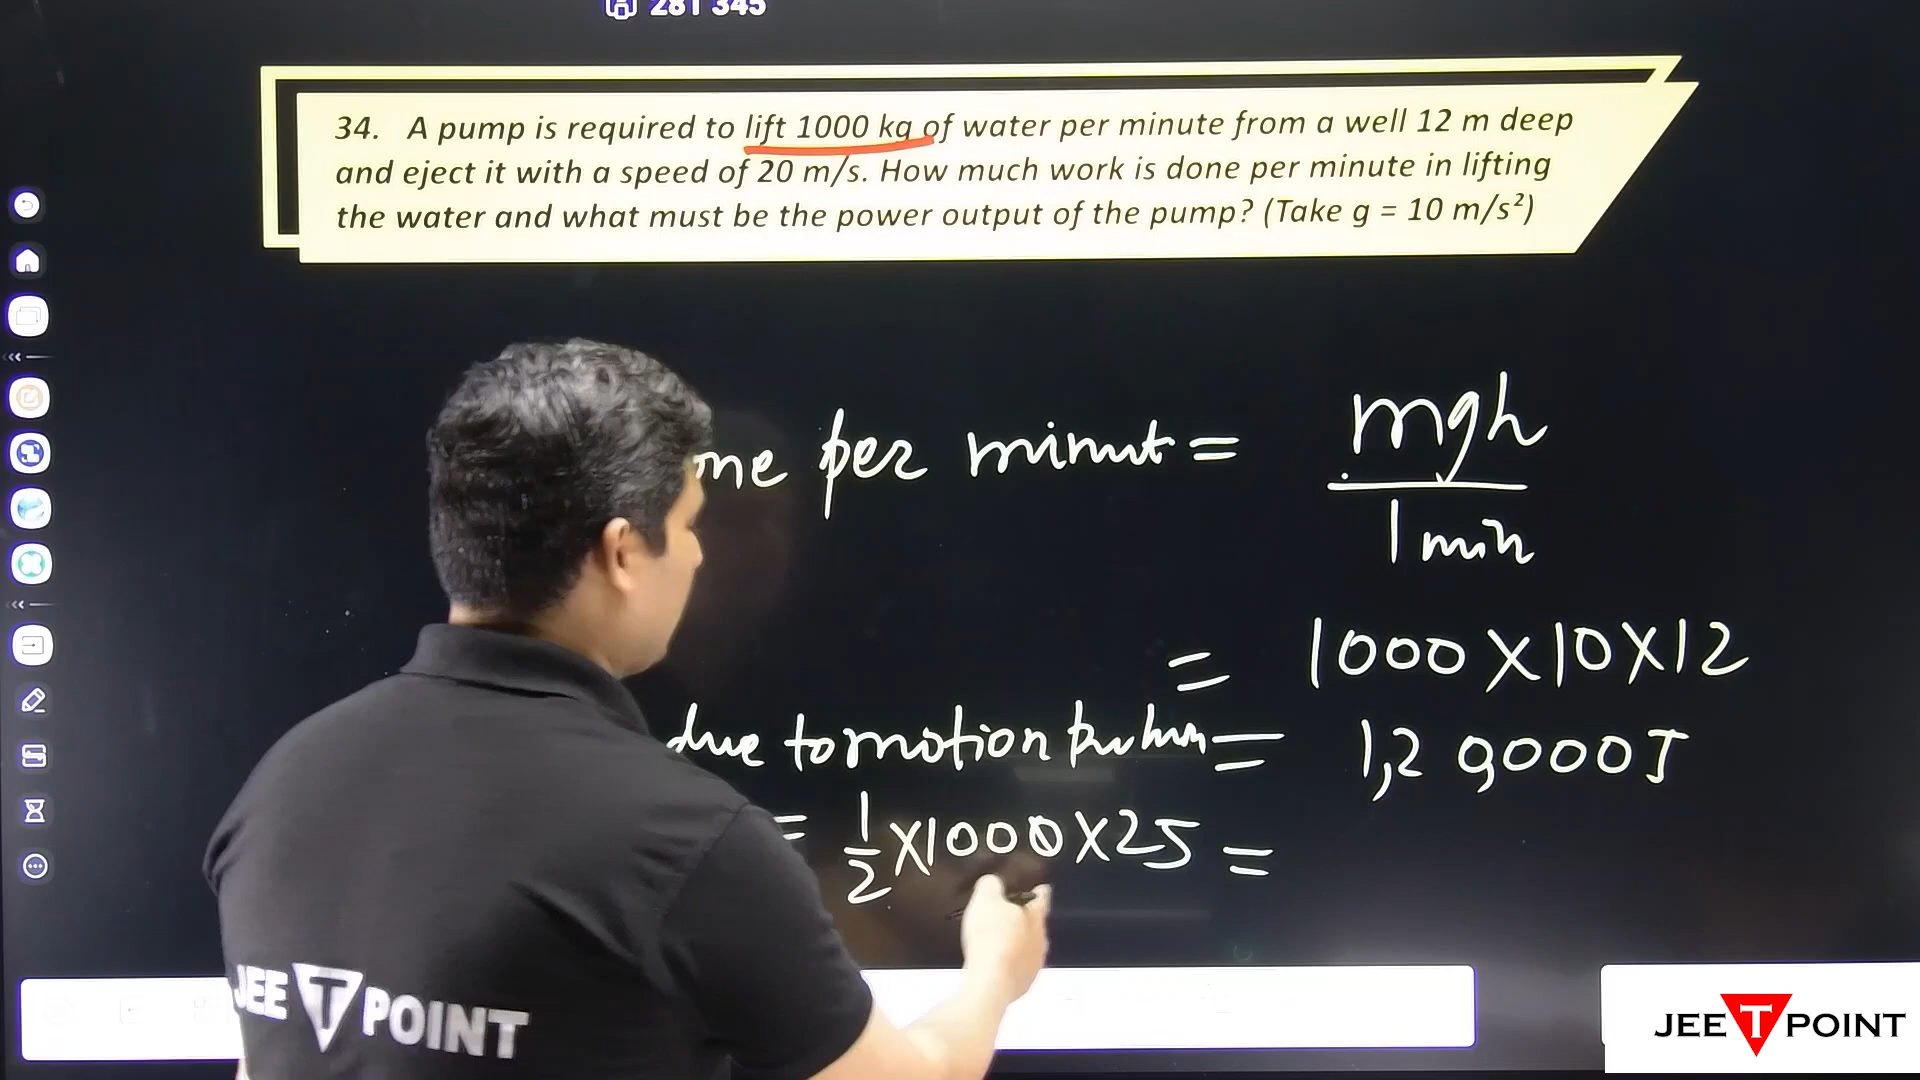 281 345
34. A pump is required to lift 1000 kg of water per minute from a well 12 m deep
and eject it with a speed of 20 m/s. How much work is done per minute in lifting
the water and what must be the power output of the pump? (Take g = 10 m/s²)
one per minut = mgh / 1 min
= 1000 X 10 X 12
due to motion = 1,20000 J
= 1/2 X 1000 X 25 =
JEE T POINT
JEE T POINT